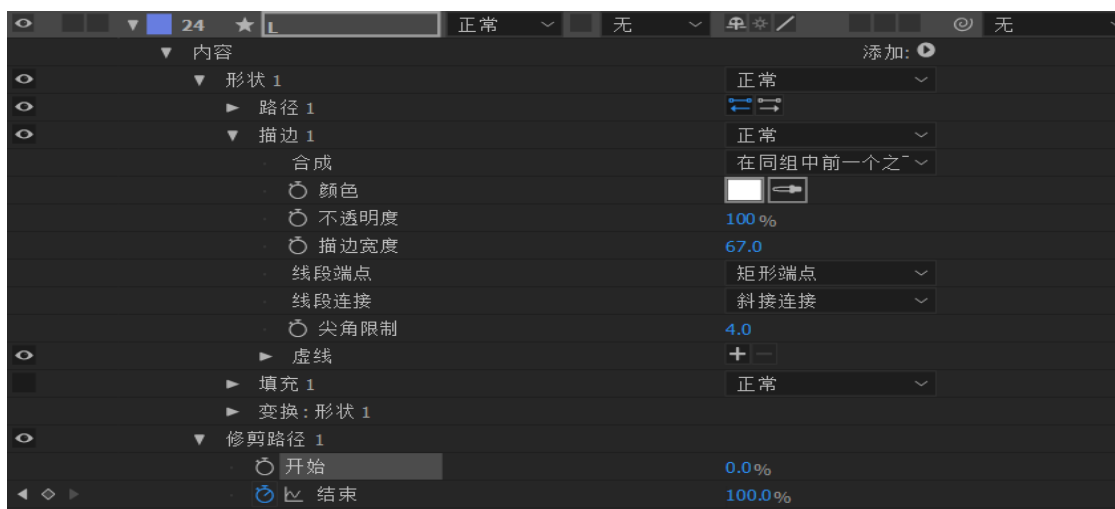 24 L 正常 无 无
内容 添加:
形状 1 正常
路径 1
描边 1 正常
合成 在同组中前一个之
颜色
不透明度 100%
描边宽度 67.0
线段端点 矩形端点
线段连接 斜接连接
尖角限制 4.0
虚线
填充 1 正常
变换:形状 1
修剪路径 1
开始 0.0%
结束 100.0%